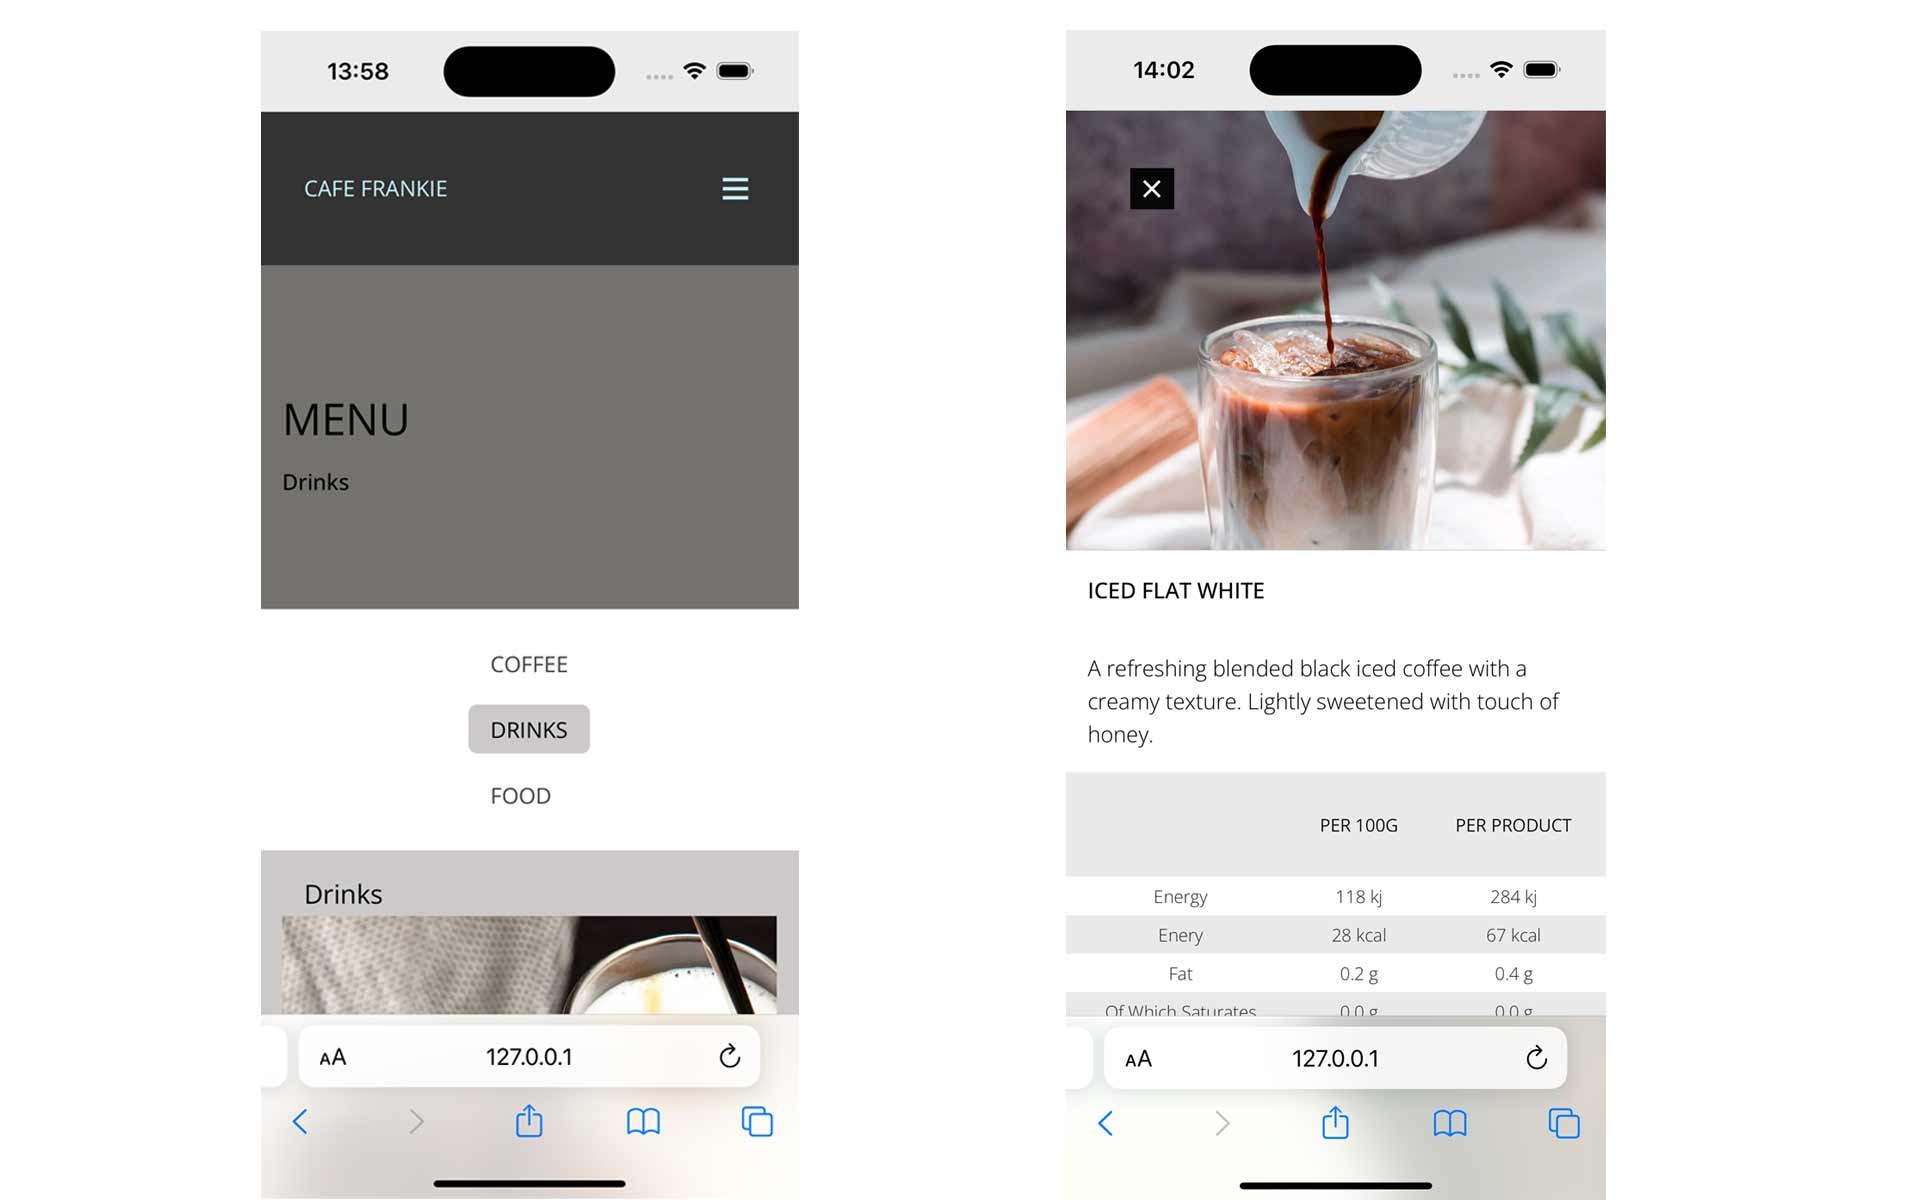 13:58
CAFE FRANKIE
MENU
Drinks
COFFEE
DRINKS
FOOD
Drinks
AA
127.0.0.1
14:02
ICED FLAT WHITE
A refreshing blended black iced coffee with a
creamy texture. Lightly sweetened with touch of
honey.
PER 100G PER PRODUCT
Energy 118 kj 284 kj
Enery 28 kcal 67 kcal
Fat 0.2 g 0.4 g
Of Which Saturates 0.0 g 0.0 g
AA
127.0.0.1